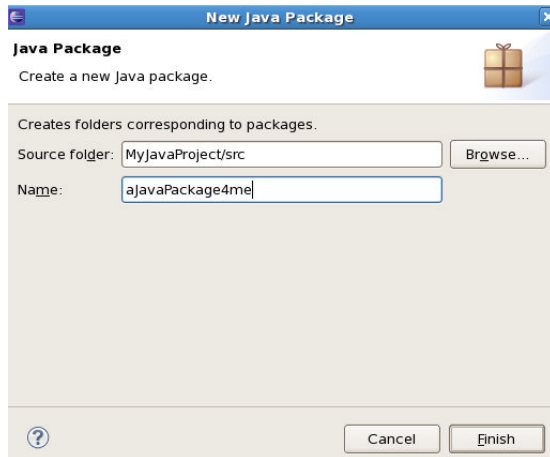 New Java Package
Java Package
Create a new Java package.
Creates folders corresponding to packages.
Source folder: MyJavaProject/src Browse...
Name: aJavaPackage4me
? Cancel Finish